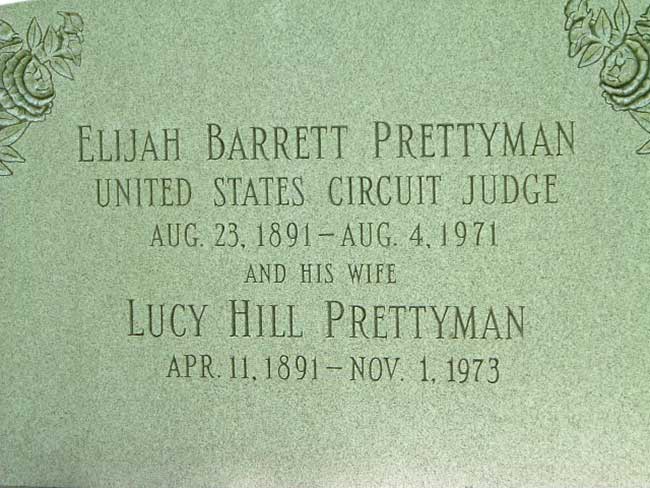 ELIJAH BARRETT PRETTYMAN
UNITED STATES CIRCUIT JUDGE
AUG. 23, 1891 – AUG. 4, 1971
AND HIS WIFE
LUCY HILL PRETTYMAN
APR. 11, 1891 – NOV. 1, 1973